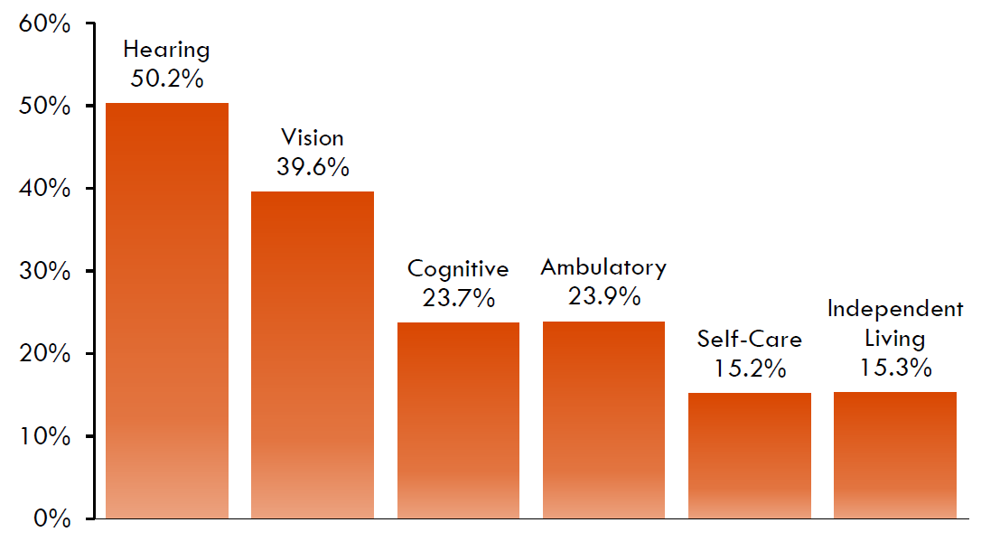 60%
Hearing
50.2%
50%
Vision
39.6%
40%
30%
Cognitive
23.7%
Ambulatory
23.9%
Independent
Living
15.3%
Self-Care
15.2%
20%
10%
0%